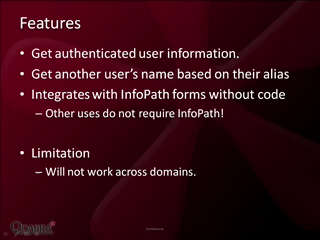 Features
• Get authenticated user information.
• Get another user's name based on their alias
• Integrates with InfoPath forms without code
– Other uses do not require InfoPath!
• Limitation
– Will not work across domains.